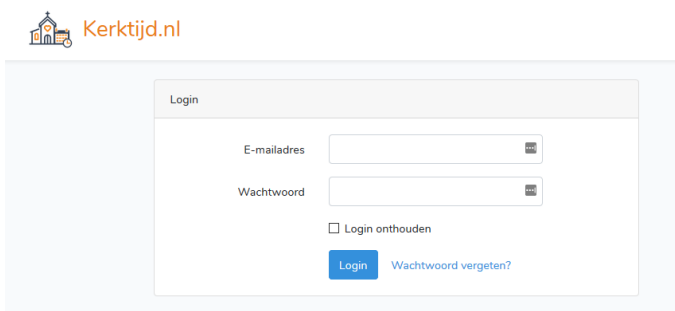 Kerktijd.nl
Login
E-mailadres
Wachtwoord
Login onthouden
Login Wachtwoord vergeten?